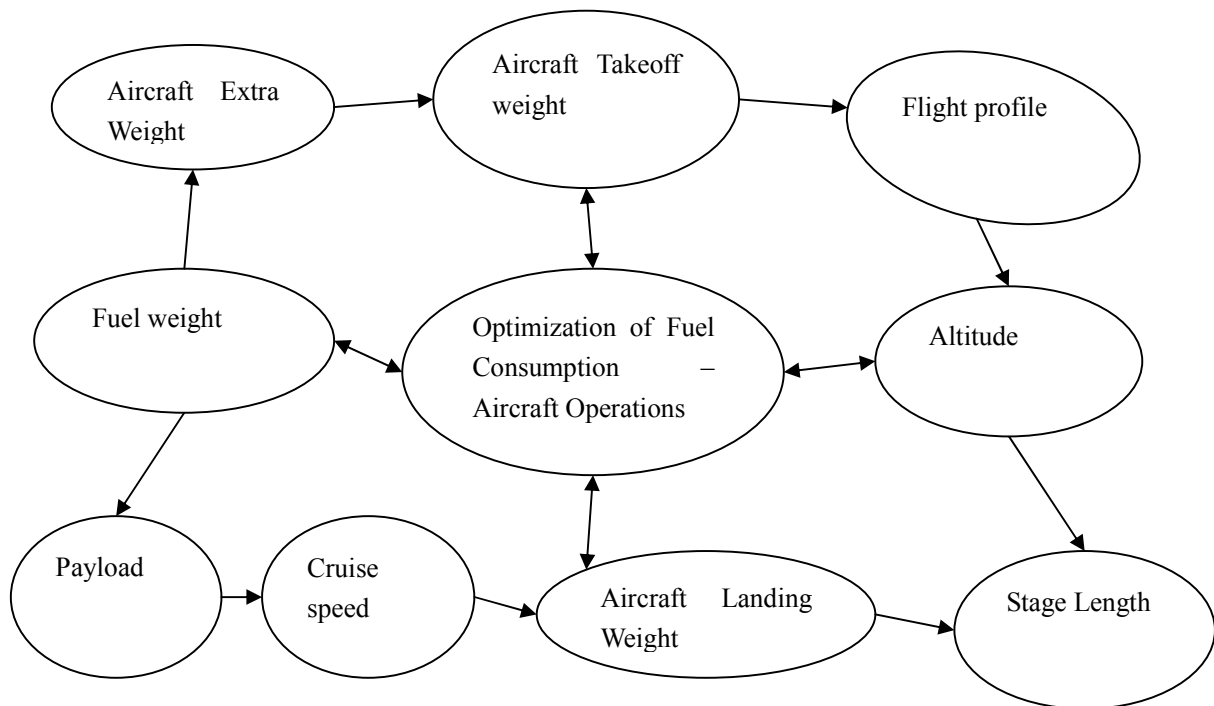 Aircraft Extra
Weight
Aircraft Takeoff
weight
Flight profile
Fuel weight
Optimization of Fuel
Consumption –
Aircraft Operations
Altitude
Payload
Cruise
speed
Aircraft Landing
Weight
Stage Length